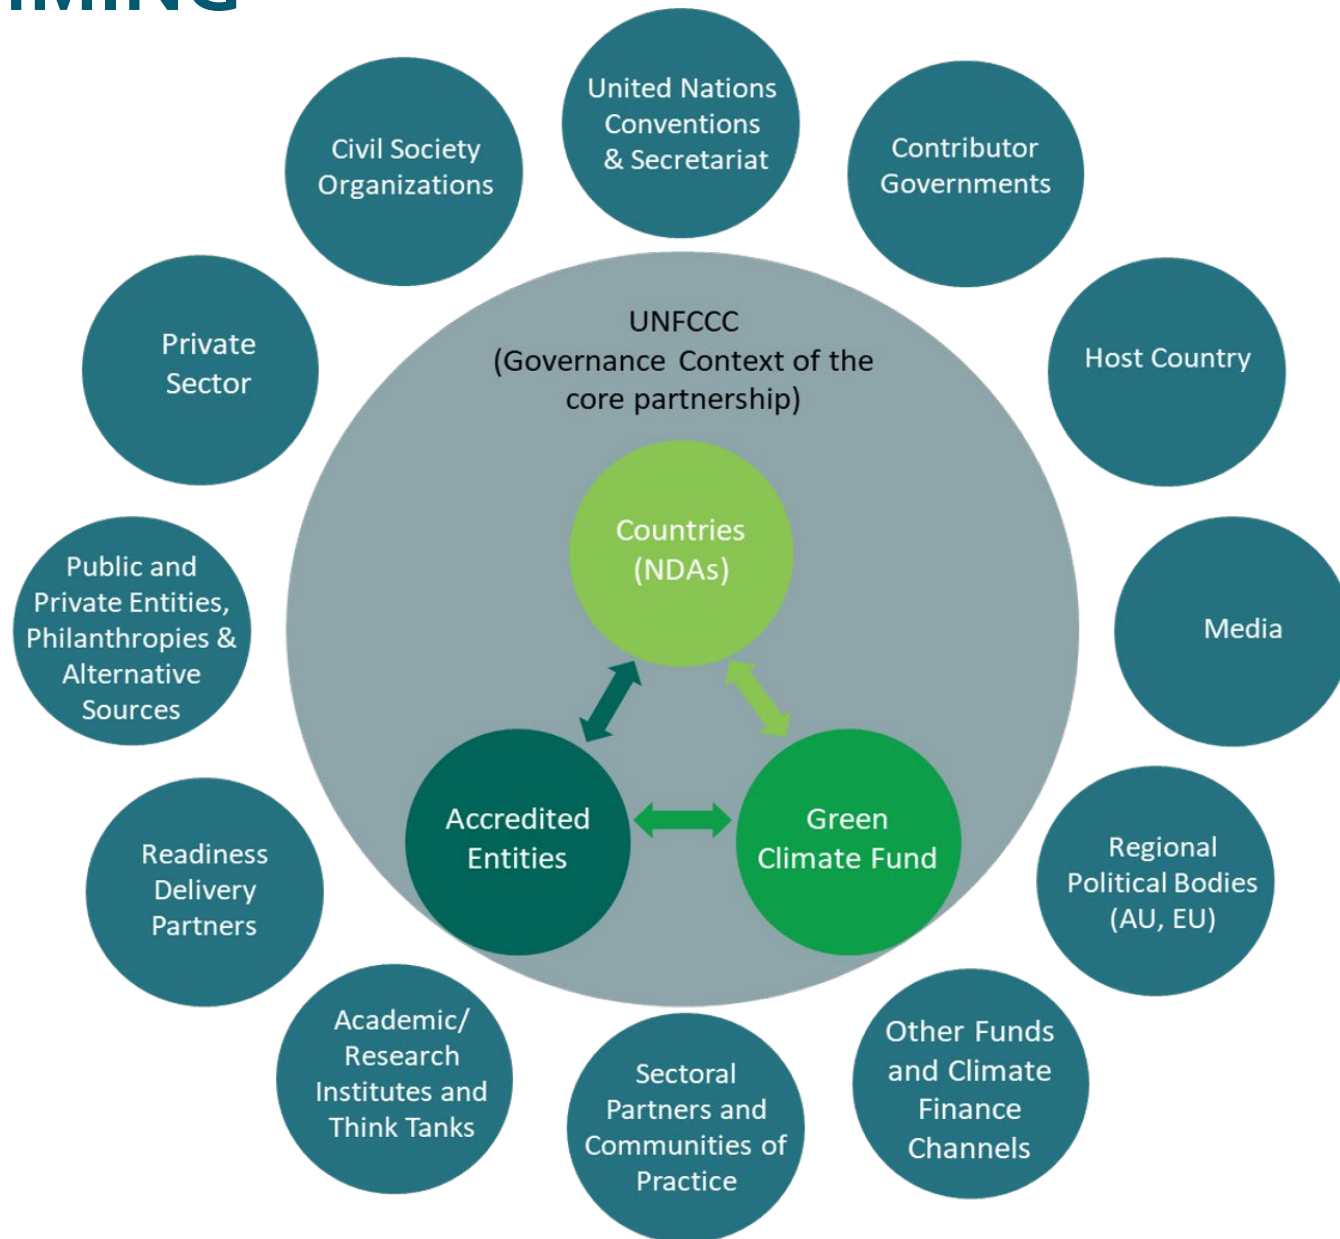 United Nations
Conventions
& Secretariat
Contributor
Governments
Host Country
Media
Regional
Political Bodies
(AU, EU)
Other Funds
and Climate
Finance
Channels
Sectoral
Partners and
Communities of
Practice
Academic/
Research
Institutes and
Think Tanks
Readiness
Delivery
Partners
Public and
Private Entities,
Philanthropies &
Alternative
Sources
Private
Sector
Civil Society
Organizations
UNFCCC
(Governance Context of the
core partnership)
Countries
(NDAs)
Accredited
Entities
Green
Climate Fund